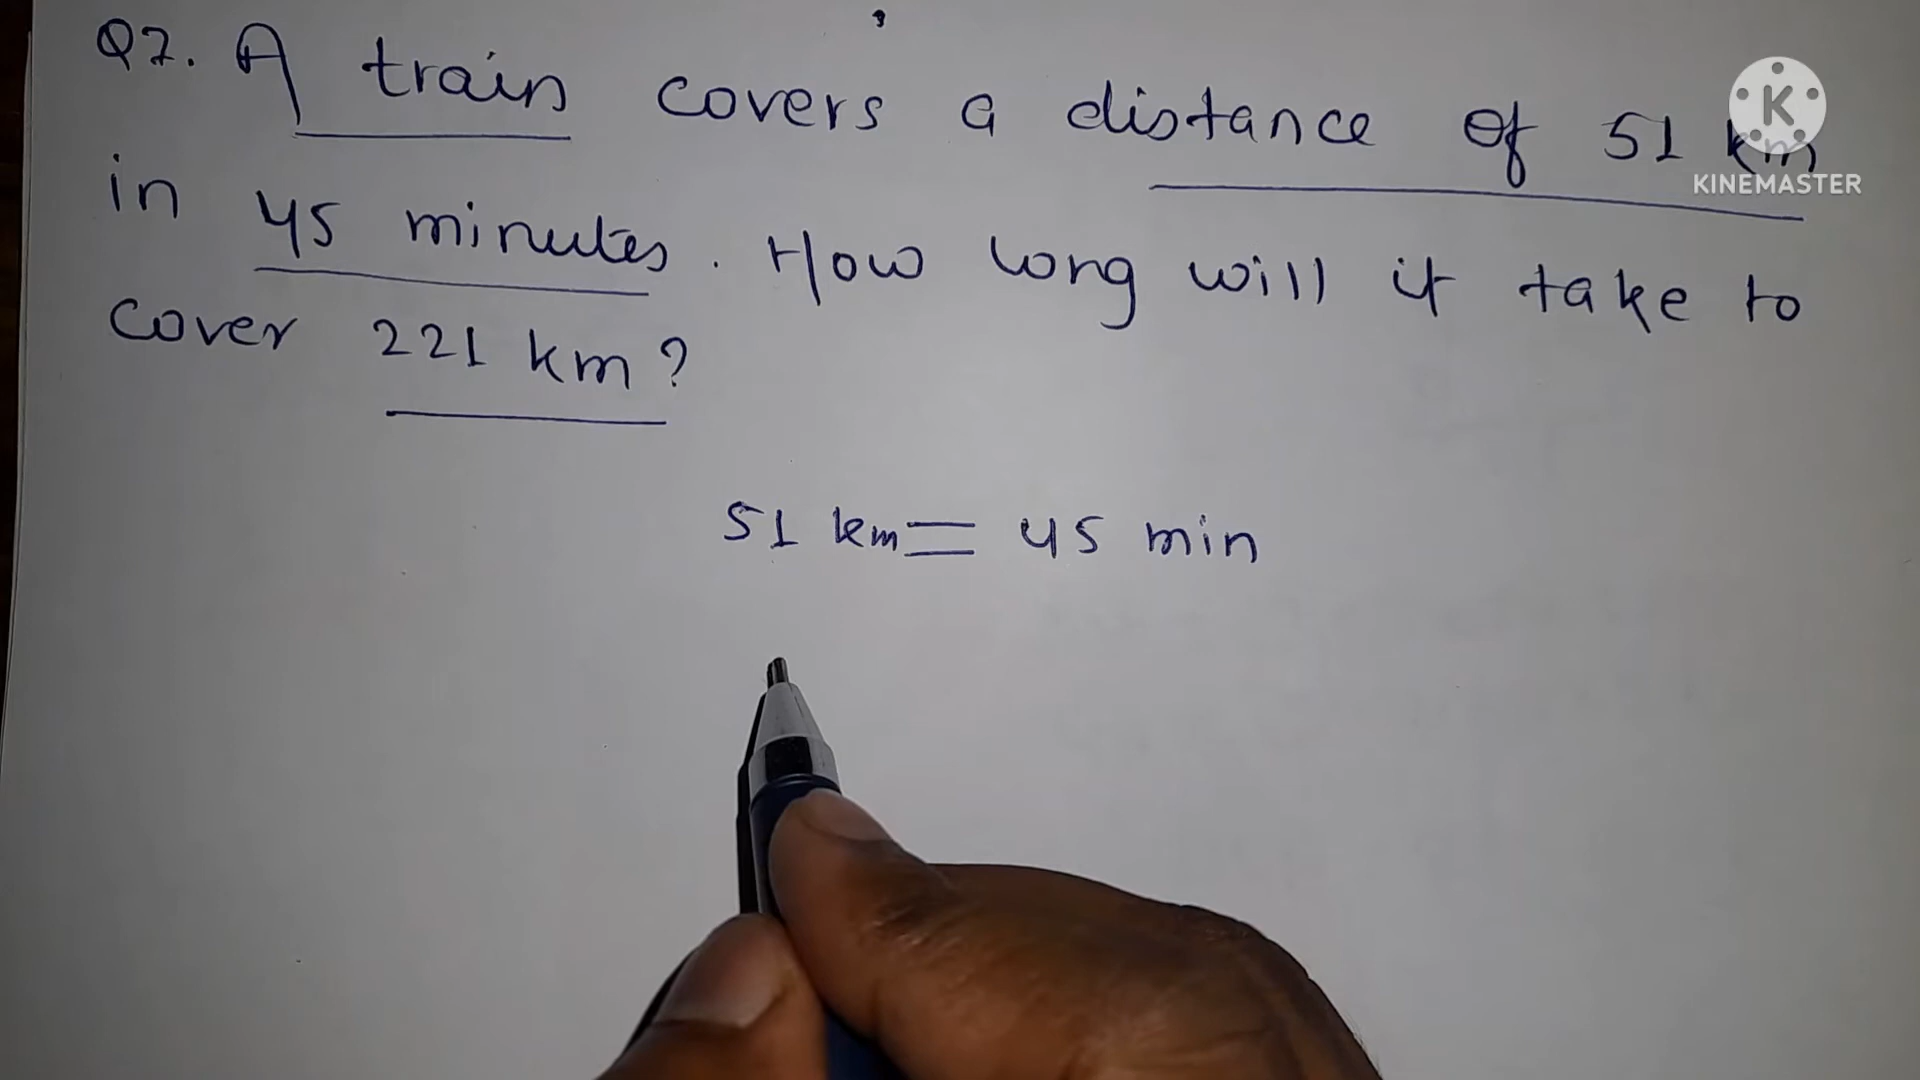 Q7. A train covers a distance of 51 km
in 45 minutes. How long will it take to
cover 221 km?
51 km = 45 min
K
KINEMASTER